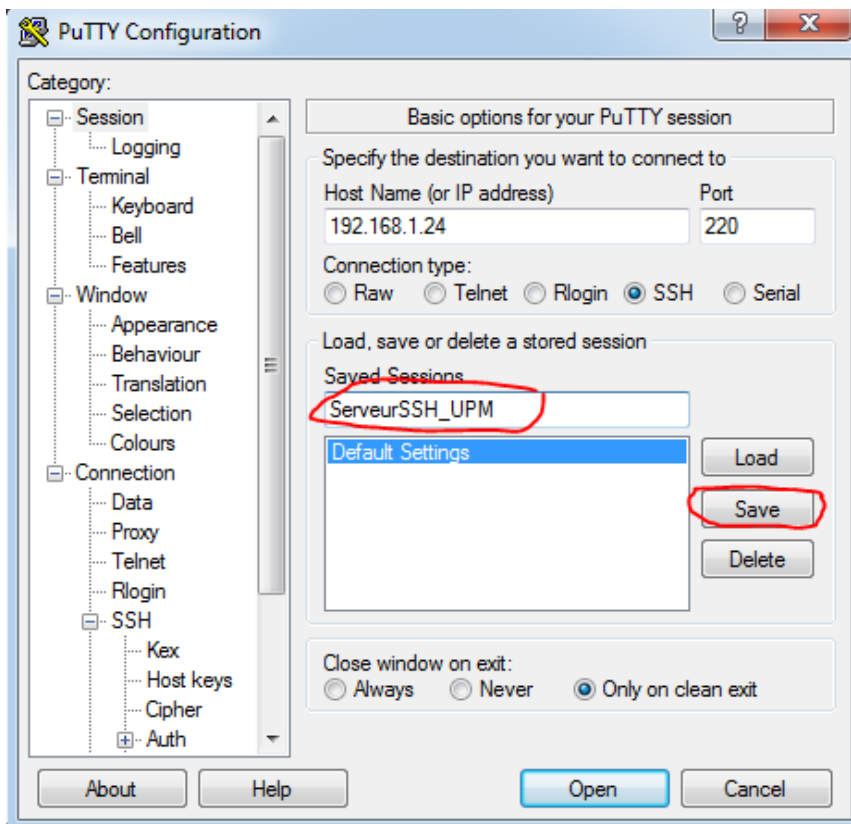 PuTTY Configuration
Category:
Session
Logging
Terminal
Keyboard
Bell
Features
Window
Appearance
Behaviour
Translation
Selection
Colours
Connection
Data
Proxy
Telnet
Rlogin
SSH
Kex
Host keys
Cipher
Auth
Basic options for your PuTTY session
Specify the destination you want to connect to
Host Name (or IP address) Port
192.168.1.24 220
Connection type:
Raw Telnet Rlogin SSH Serial
Load, save or delete a stored session
Saved Sessions
ServeurSSH_UPM
Default Settings
Load
Save
Delete
Close window on exit:
Always Never Only on clean exit
About Help Open Cancel